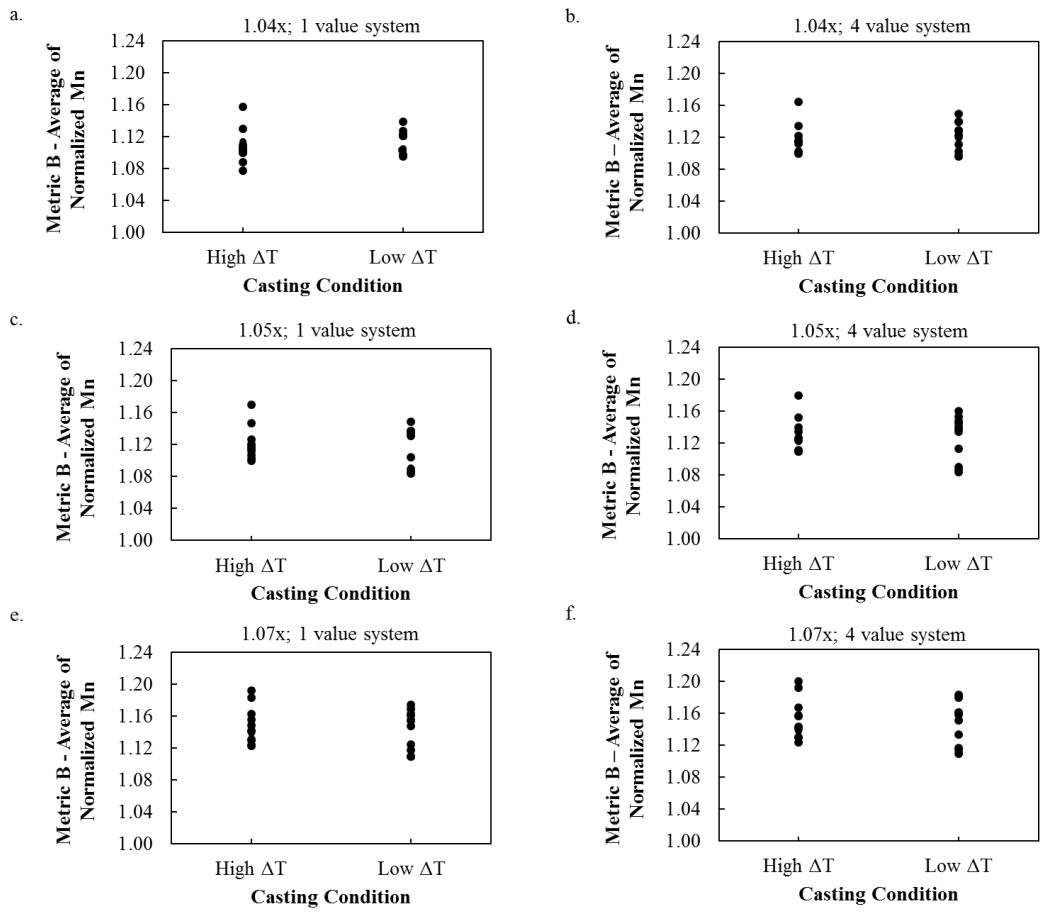 a.
1.04x; 1 value system
Metric B - Average of
Normalized Mn
1.24
1.20
1.16
1.12
1.08
1.04
1.00
High ΔT
Low ΔT
Casting Condition
b.
1.04x; 4 value system
Metric B – Average of
Normalized Mn
1.24
1.20
1.16
1.12
1.08
1.04
1.00
High ΔT
Low ΔT
Casting Condition
c.
1.05x; 1 value system
Metric B - Average of
Normalized Mn
1.24
1.20
1.16
1.12
1.08
1.04
1.00
High ΔT
Low ΔT
Casting Condition
d.
1.05x; 4 value system
Metric B - Average of
Normalized Mn
1.24
1.20
1.16
1.12
1.08
1.04
1.00
High ΔT
Low ΔT
Casting Condition
e.
1.07x; 1 value system
Metric B - Average of
Normalized Mn
1.24
1.20
1.16
1.12
1.08
1.04
1.00
High ΔT
Low ΔT
Casting Condition
f.
1.07x; 4 value system
Metric B – Average of
Normalized Mn
1.24
1.20
1.16
1.12
1.08
1.04
1.00
High ΔT
Low ΔT
Casting Condition